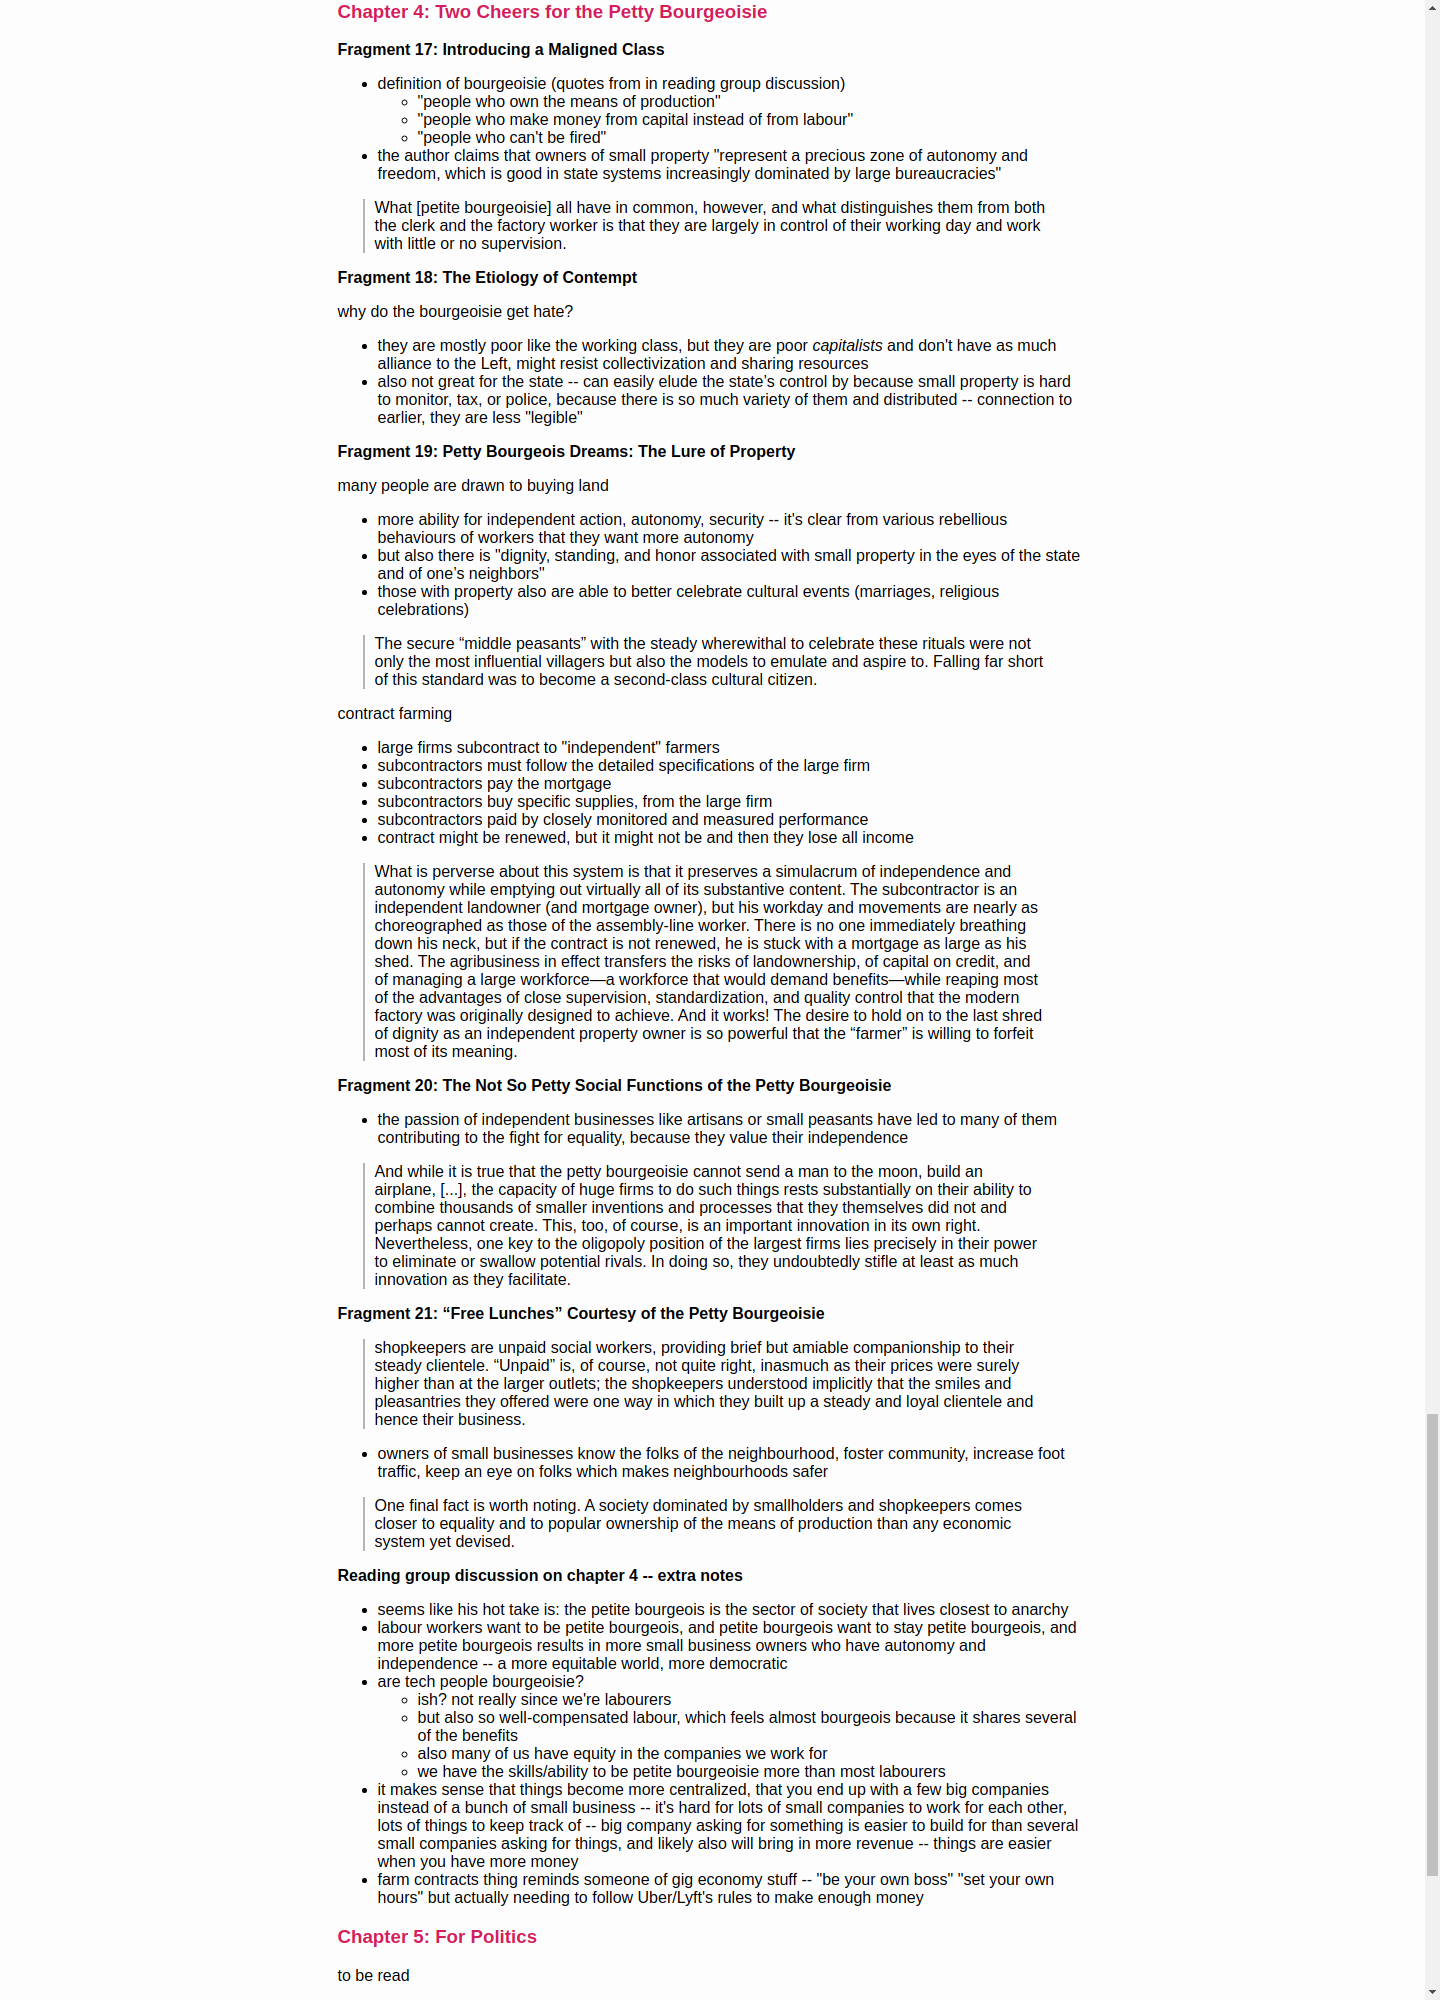 Chapter 4: Two Cheers for the Petty Bourgeoisie
Fragment 17: Introducing a Maligned Class
definition of bourgeoisie (quotes from in reading group discussion)
"people who own the means of production"
"people who make money from capital instead of from labour"
"people who can't be fired"
the author claims that owners of small property "represent a precious zone of autonomy and
freedom, which is good in state systems increasingly dominated by large bureaucracies"
What [petite bourgeoisie] all have in common, however, and what distinguishes them from both
the clerk and the factory worker is that they are largely in control of their working day and work
with little or no supervision.
Fragment 18: The Etiology of Contempt
why do the bourgeoisie get hate?
they are mostly poor like the working class, but they are poor capitalists and don't have as much
alliance to the Left, might resist collectivization and sharing resources
also not great for the state -- can easily elude the state’s control by because small property is hard
to monitor, tax, or police, because there is so much variety of them and distributed -- connection to
earlier, they are less "legible"
Fragment 19: Petty Bourgeois Dreams: The Lure of Property
many people are drawn to buying land
more ability for independent action, autonomy, security -- it's clear from various rebellious
behaviours of workers that they want more autonomy
but also there is "dignity, standing, and honor associated with small property in the eyes of the state
and of one’s neighbors"
those with property also are able to better celebrate cultural events (marriages, religious
celebrations)
The secure “middle peasants” with the steady wherewithal to celebrate these rituals were not
only the most influential villagers but also the models to emulate and aspire to. Falling far short
of this standard was to become a second-class cultural citizen.
contract farming
large firms subcontract to "independent" farmers
subcontractors must follow the detailed specifications of the large firm
subcontractors pay the mortgage
subcontractors buy specific supplies, from the large firm
subcontractors paid by closely monitored and measured performance
contract might be renewed, but it might not be and then they lose all income
What is perverse about this system is that it preserves a simulacrum of independence and
autonomy while emptying out virtually all of its substantive content. The subcontractor is an
independent landowner (and mortgage owner), but his workday and movements are nearly as
choreographed as those of the assembly-line worker. There is no one immediately breathing
down his neck, but if the contract is not renewed, he is stuck with a mortgage as large as his
shed. The agribusiness in effect transfers the risks of landownership, of capital on credit, and
of managing a large workforce—a workforce that would demand benefits—while reaping most
of the advantages of close supervision, standardization, and quality control that the modern
factory was originally designed to achieve. And it works! The desire to hold on to the last shred
of dignity as an independent property owner is so powerful that the “farmer” is willing to forfeit
most of its meaning.
Fragment 20: The Not So Petty Social Functions of the Petty Bourgeoisie
the passion of independent businesses like artisans or small peasants have led to many of them
contributing to the fight for equality, because they value their independence
And while it is true that the petty bourgeoisie cannot send a man to the moon, build an
airplane, [...], the capacity of huge firms to do such things rests substantially on their ability to
combine thousands of smaller inventions and processes that they themselves did not and
perhaps cannot create. This, too, of course, is an important innovation in its own right.
Nevertheless, one key to the oligopoly position of the largest firms lies precisely in their power
to eliminate or swallow potential rivals. In doing so, they undoubtedly stifle at least as much
innovation as they facilitate.
Fragment 21: “Free Lunches” Courtesy of the Petty Bourgeoisie
shopkeepers are unpaid social workers, providing brief but amiable companionship to their
steady clientele. “Unpaid” is, of course, not quite right, inasmuch as their prices were surely
higher than at the larger outlets; the shopkeepers understood implicitly that the smiles and
pleasantries they offered were one way in which they built up a steady and loyal clientele and
hence their business.
owners of small businesses know the folks of the neighbourhood, foster community, increase foot
traffic, keep an eye on folks which makes neighbourhoods safer
One final fact is worth noting. A society dominated by smallholders and shopkeepers comes
closer to equality and to popular ownership of the means of production than any economic
system yet devised.
Reading group discussion on chapter 4 -- extra notes
seems like his hot take is: the petite bourgeois is the sector of society that lives closest to anarchy
labour workers want to be petite bourgeois, and petite bourgeois want to stay petite bourgeois, and
more petite bourgeois results in more small business owners who have autonomy and
independence -- a more equitable world, more democratic
are tech people bourgeoisie?
ish? not really since we're labourers
but also so well-compensated labour, which feels almost bourgeois because it shares several
of the benefits
also many of us have equity in the companies we work for
we have the skills/ability to be petite bourgeoisie more than most labourers
it makes sense that things become more centralized, that you end up with a few big companies
instead of a bunch of small business -- it's hard for lots of small companies to work for each other,
lots of things to keep track of -- big company asking for something is easier to build for than several
small companies asking for things, and likely also will bring in more revenue -- things are easier
when you have more money
farm contracts thing reminds someone of gig economy stuff -- "be your own boss" "set your own
hours" but actually needing to follow Uber/Lyft's rules to make enough money
Chapter 5: For Politics
to be read